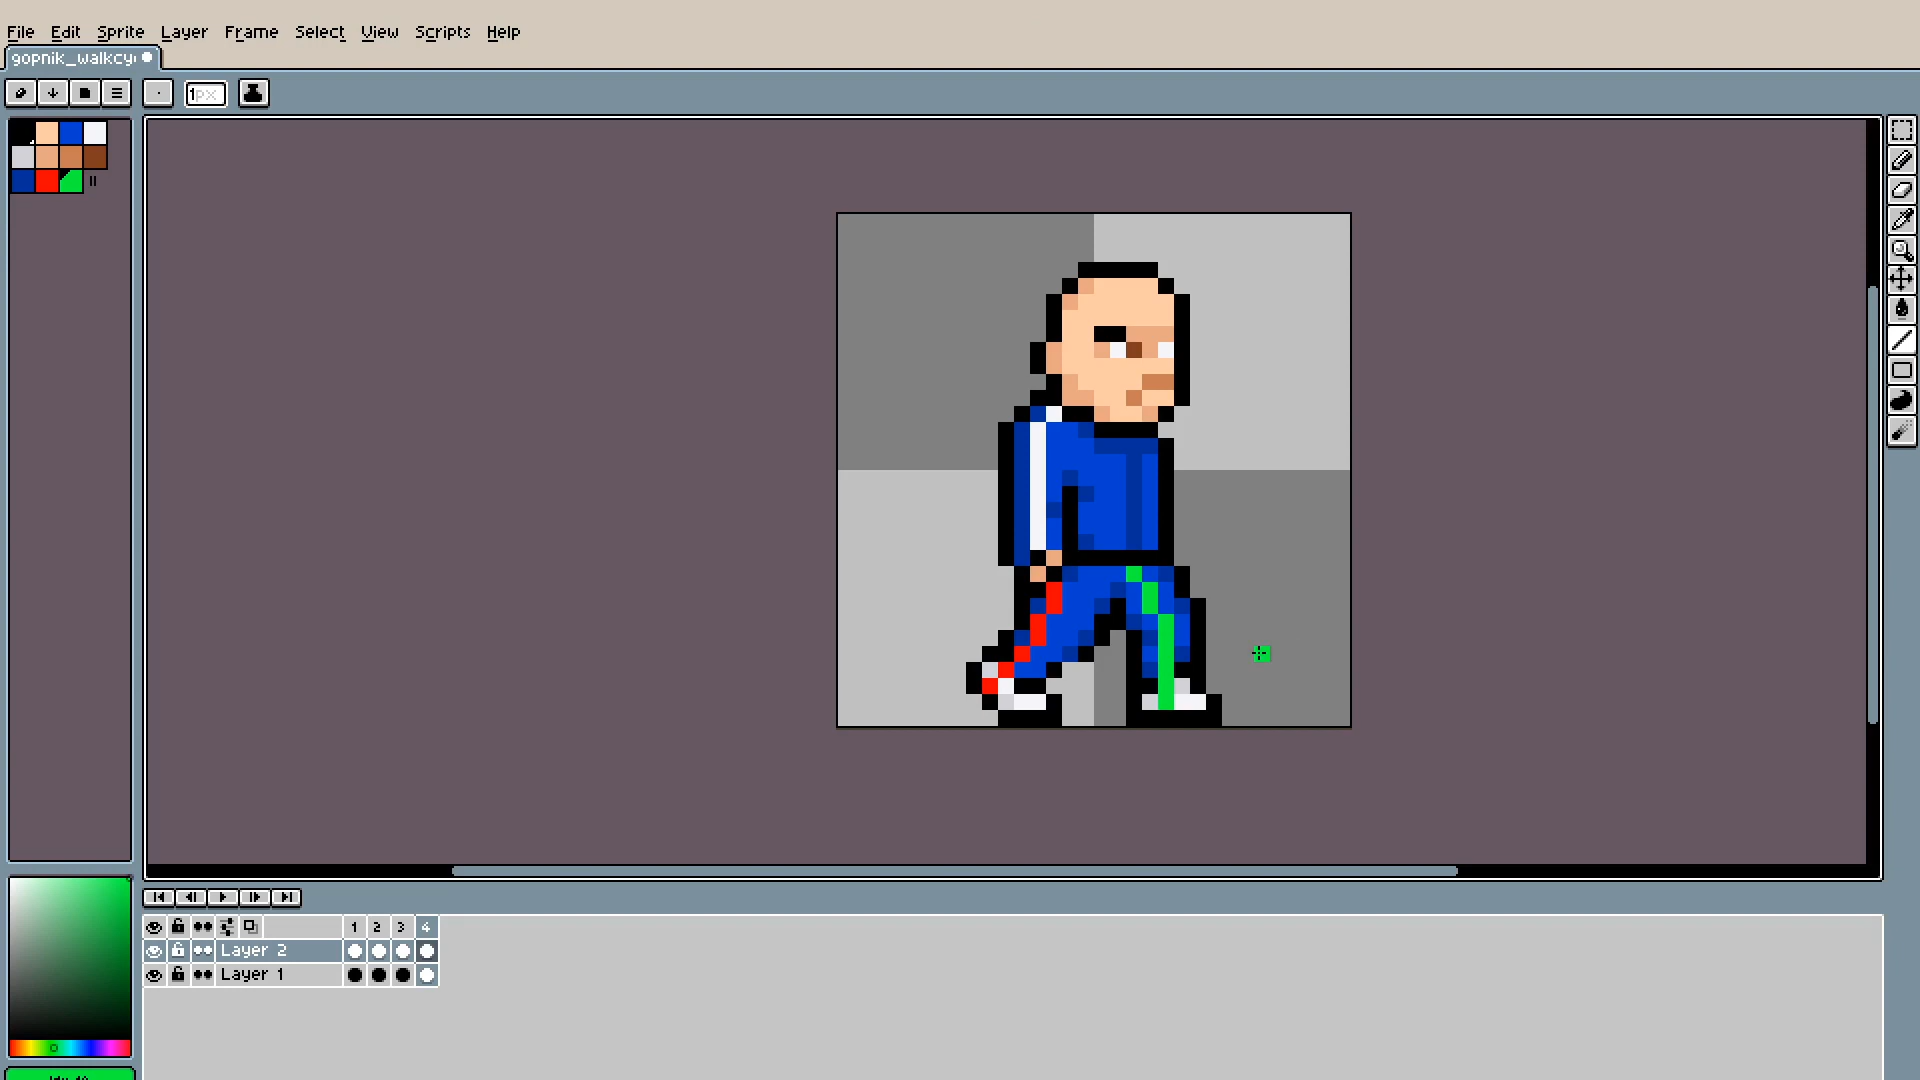 File Edit Sprite Layer Frame Select View Scripts Help
gopnik_walkcy
1px
1 2 3 4
Layer 2
Layer 1